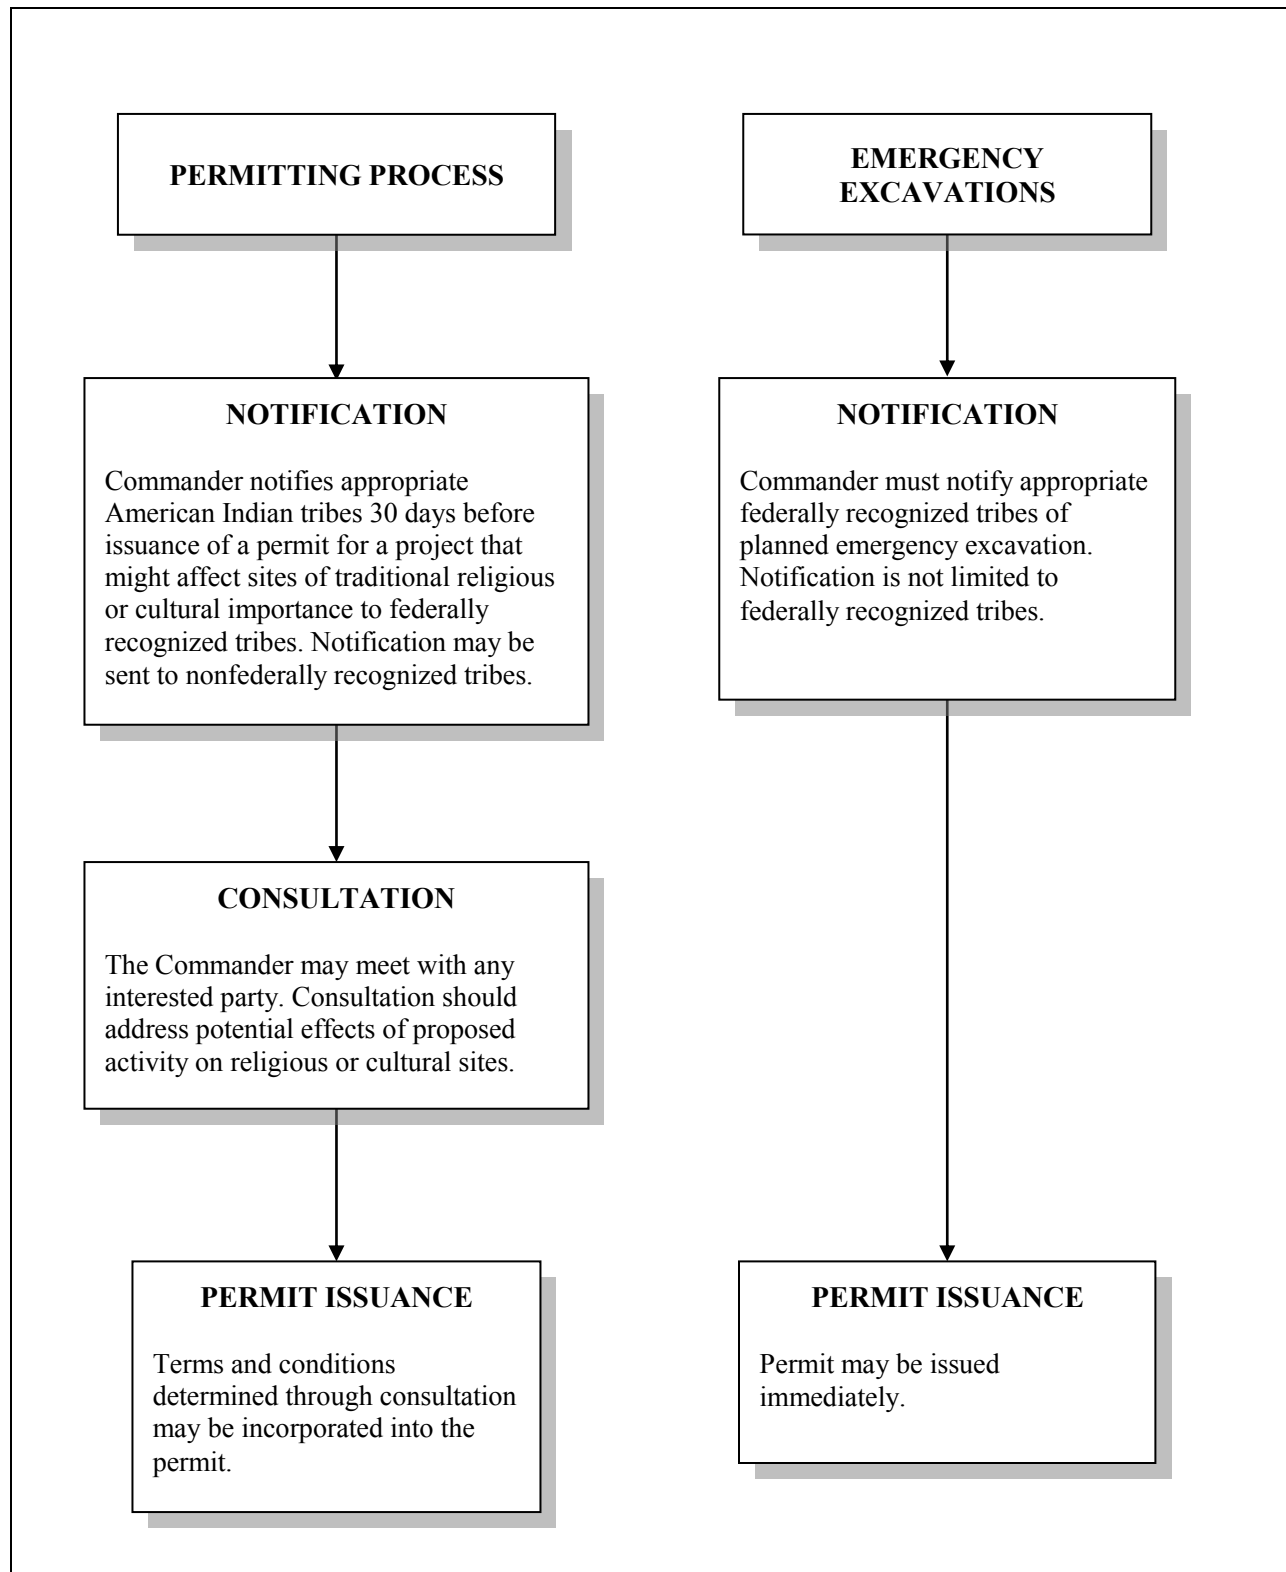 PERMITTING PROCESS
EMERGENCY
EXCAVATIONS
NOTIFICATION
Commander notifies appropriate
American Indian tribes 30 days before
issuance of a permit for a project that
might affect sites of traditional religious
or cultural importance to federally
recognized tribes. Notification may be
sent to nonfederally recognized tribes.
NOTIFICATION
Commander must notify appropriate
federally recognized tribes of
planned emergency excavation.
Notification is not limited to
federally recognized tribes.
CONSULTATION
The Commander may meet with any
interested party. Consultation should
address potential effects of proposed
activity on religious or cultural sites.
PERMIT ISSUANCE
Terms and conditions
determined through consultation
may be incorporated into the
permit.
PERMIT ISSUANCE
Permit may be issued
immediately.